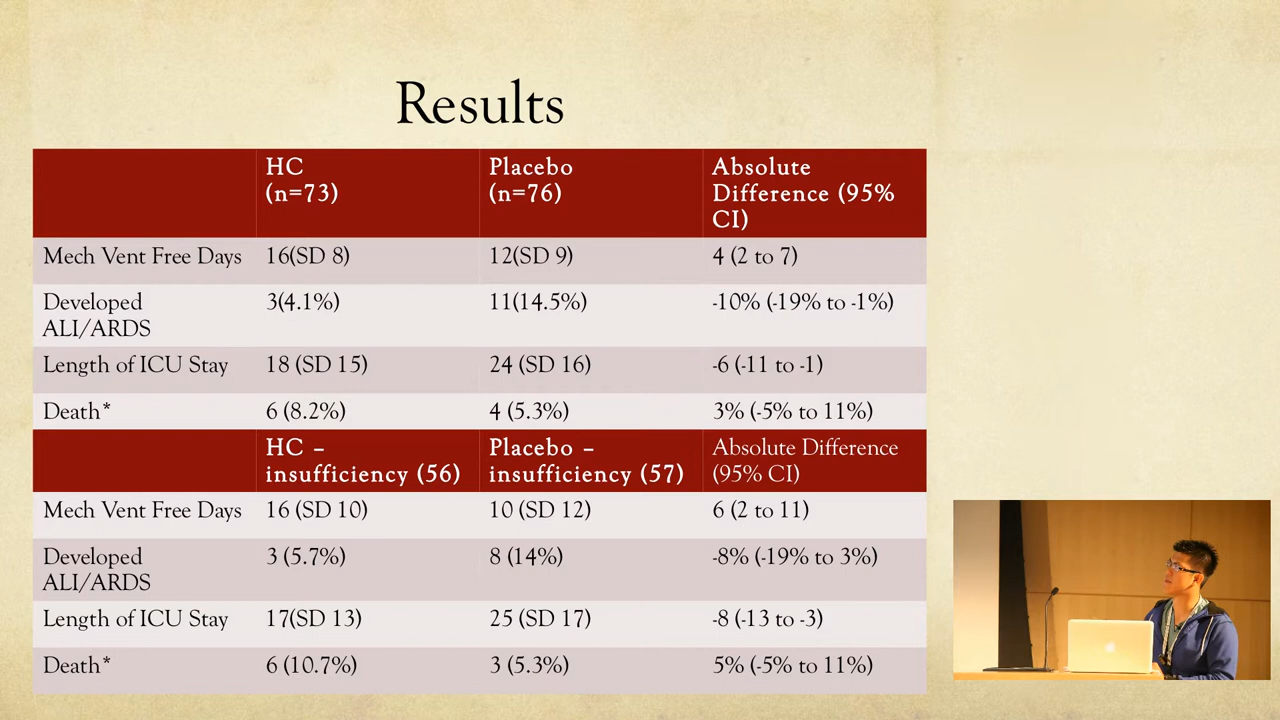 Results
HC
(n=73)
Placebo
(n=76)
Absolute
Difference (95%
CI)
Mech Vent Free Days 16(SD 8) 12(SD 9) 4 (2 to 7)
Developed
ALI/ARDS
3(4.1%) 11(14.5%) -10% (-19% to -1%)
Length of ICU Stay 18 (SD 15) 24 (SD 16) -6 (-11 to -1)
Death* 6 (8.2%) 4 (5.3%) 3% (-5% to 11%)
HC –
insufficiency (56)
Placebo –
insufficiency (57)
Absolute Difference
(95% CI)
Mech Vent Free Days 16 (SD 10) 10 (SD 12) 6 (2 to 11)
Developed
ALI/ARDS
3 (5.7%) 8 (14%) -8% (-19% to 3%)
Length of ICU Stay 17(SD 13) 25 (SD 17) -8 (-13 to -3)
Death* 6 (10.7%) 3 (5.3%) 5% (-5% to 11%)